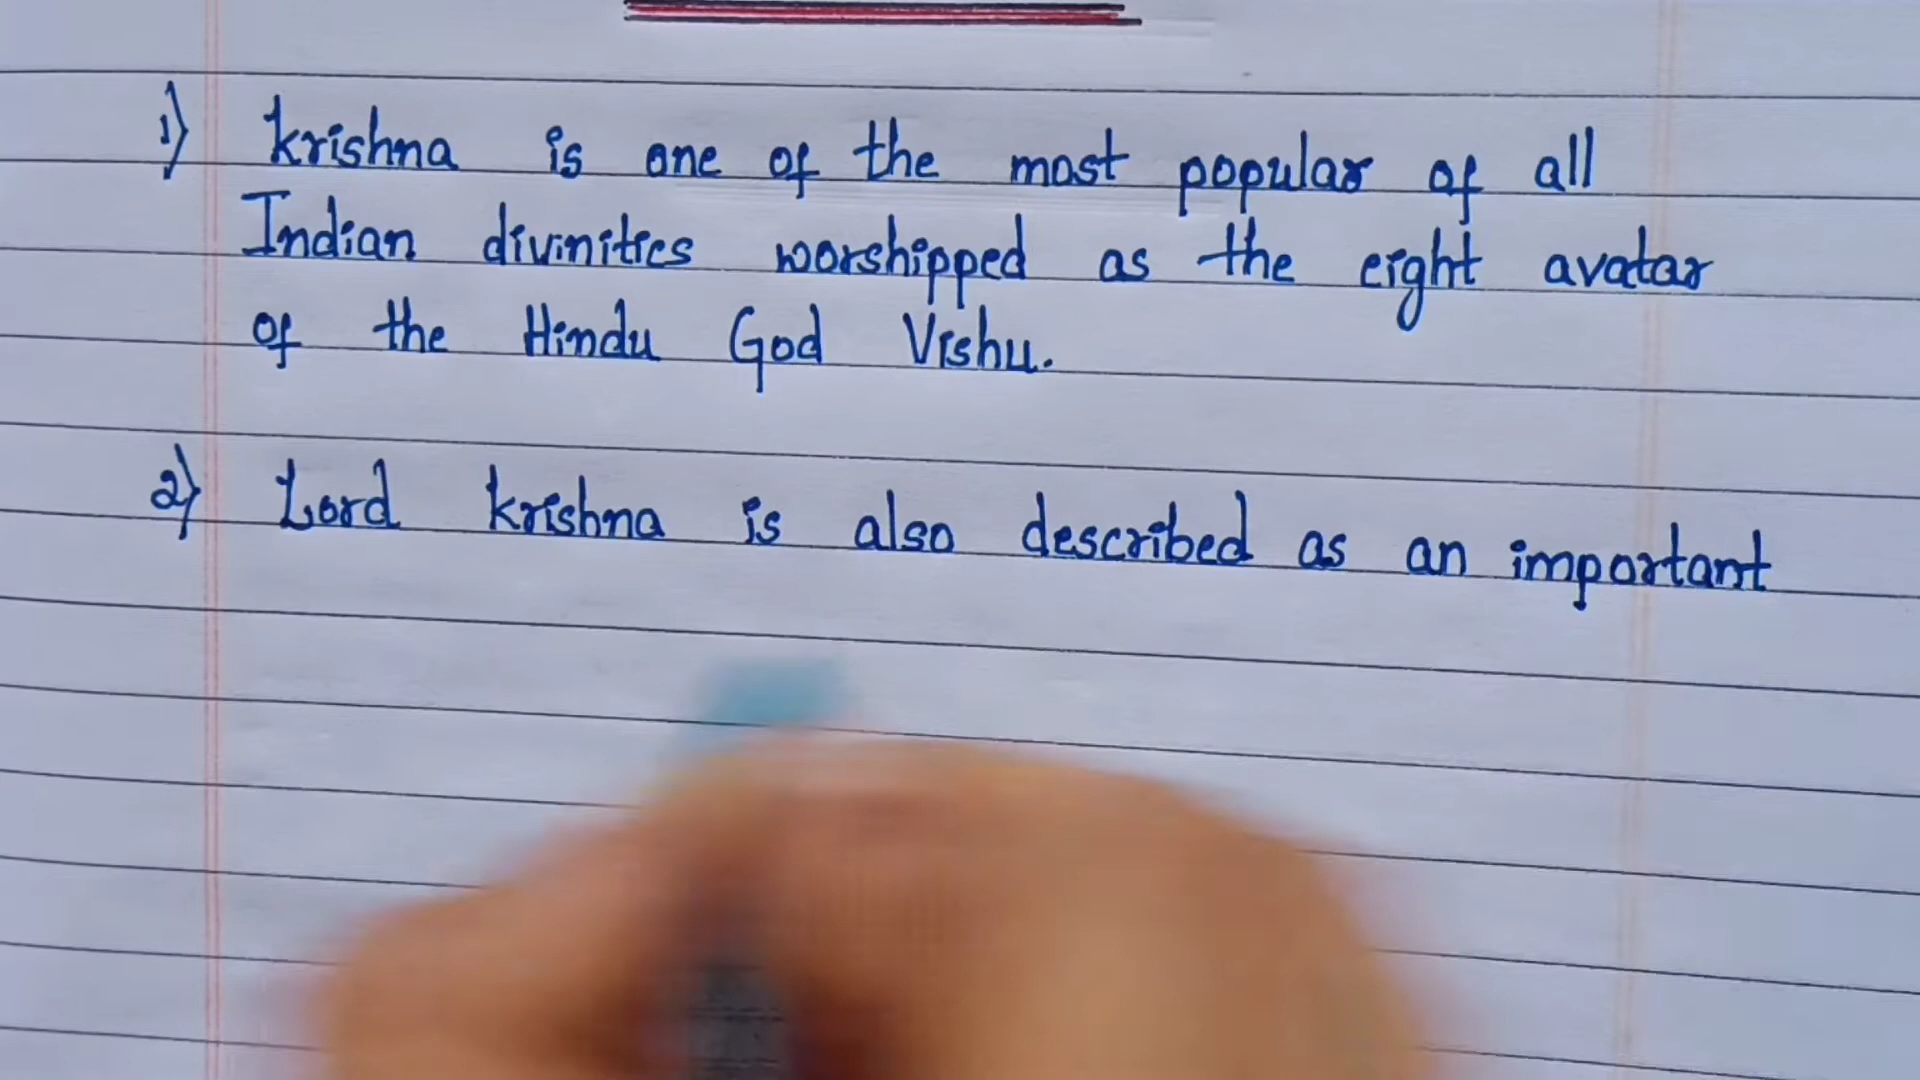 1) krishna is one of the most popular of all
Indian divinities worshipped as the eight avatar
of the Hindu God Vishu.
2) Lord krishna is also described as an important